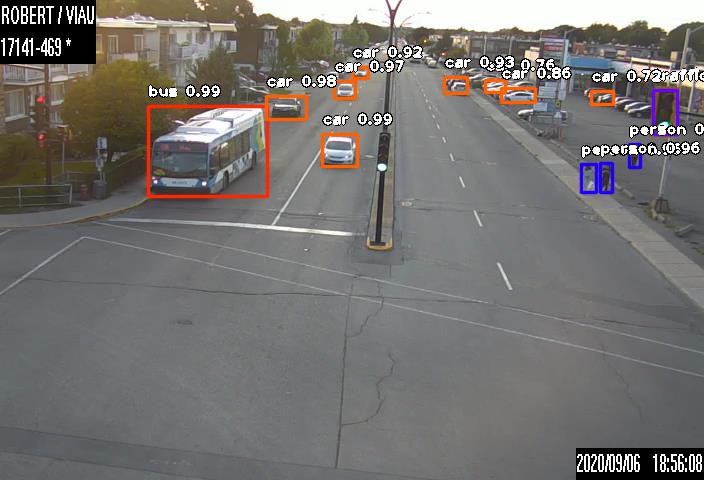 ROBERT / VIAU
17141-469 *
car 0.92
car 0.97
car 0.93
0.76
car 0.86
car 0.98
bus 0.99
car 0.72
car 0.99
person
person 0.96
2020/09/06 18:56:08